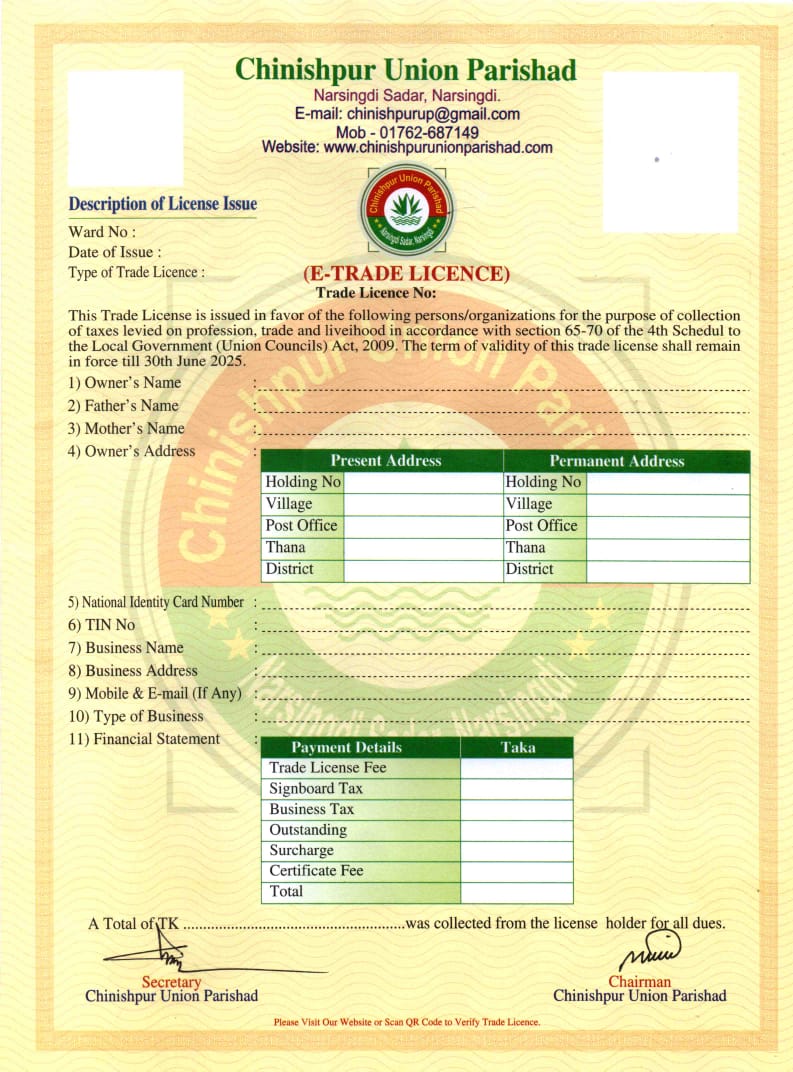 Chinishpur Union Parishad
Narsingdi Sadar, Narsingdi.
E-mail: chinishpurup@gmail.com
Mob - 01762-687149
Website: www.chinishpurunionparishad.com
Chinishpur Union Parishad
Narsingdi Sadar, Narsingdi
Description of License Issue
Ward No :
Date of Issue :
Type of Trade Licence :
(E-TRADE LICENCE)
Trade Licence No:
This Trade License is issued in favor of the following persons/organizations for the purpose of collection
of taxes levied on profession, trade and liveihood in accordance with section 65-70 of the 4th Schedul to
the Local Government (Union Councils) Act, 2009. The term of validity of this trade license shall remain
in force till 30th June 2025.
1) Owner's Name :
2) Father's Name :
3) Mother's Name :
4) Owner's Address :
Present Address Permanent Address
Holding No Holding No
Village Village
Post Office Post Office
Thana Thana
District District
5) National Identity Card Number :
6) TIN No :
7) Business Name :
8) Business Address :
9) Mobile & E-mail (If Any) :
10) Type of Business :
11) Financial Statement :
Payment Details Taka
Trade License Fee
Signboard Tax
Business Tax
Outstanding
Surcharge
Certificate Fee
Total
Chinishpur Union Parishad
Narsingdi Sadar, Narsingdi
A Total of TK ........................................................was collected from the license holder for all dues.
Secretary
Chinishpur Union Parishad
Chairman
Chinishpur Union Parishad
Please Visit Our Website or Scan QR Code to Verify Trade Licence.